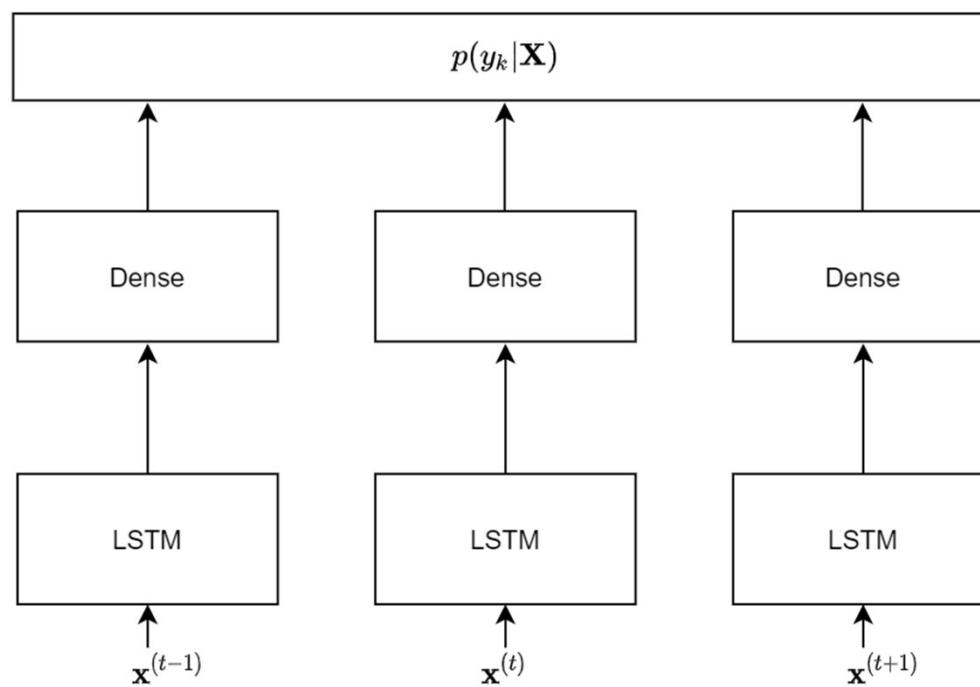 p(y_k|X)
Dense Dense Dense
LSTM LSTM LSTM
x^(t−1) x^(t) x^(t+1)